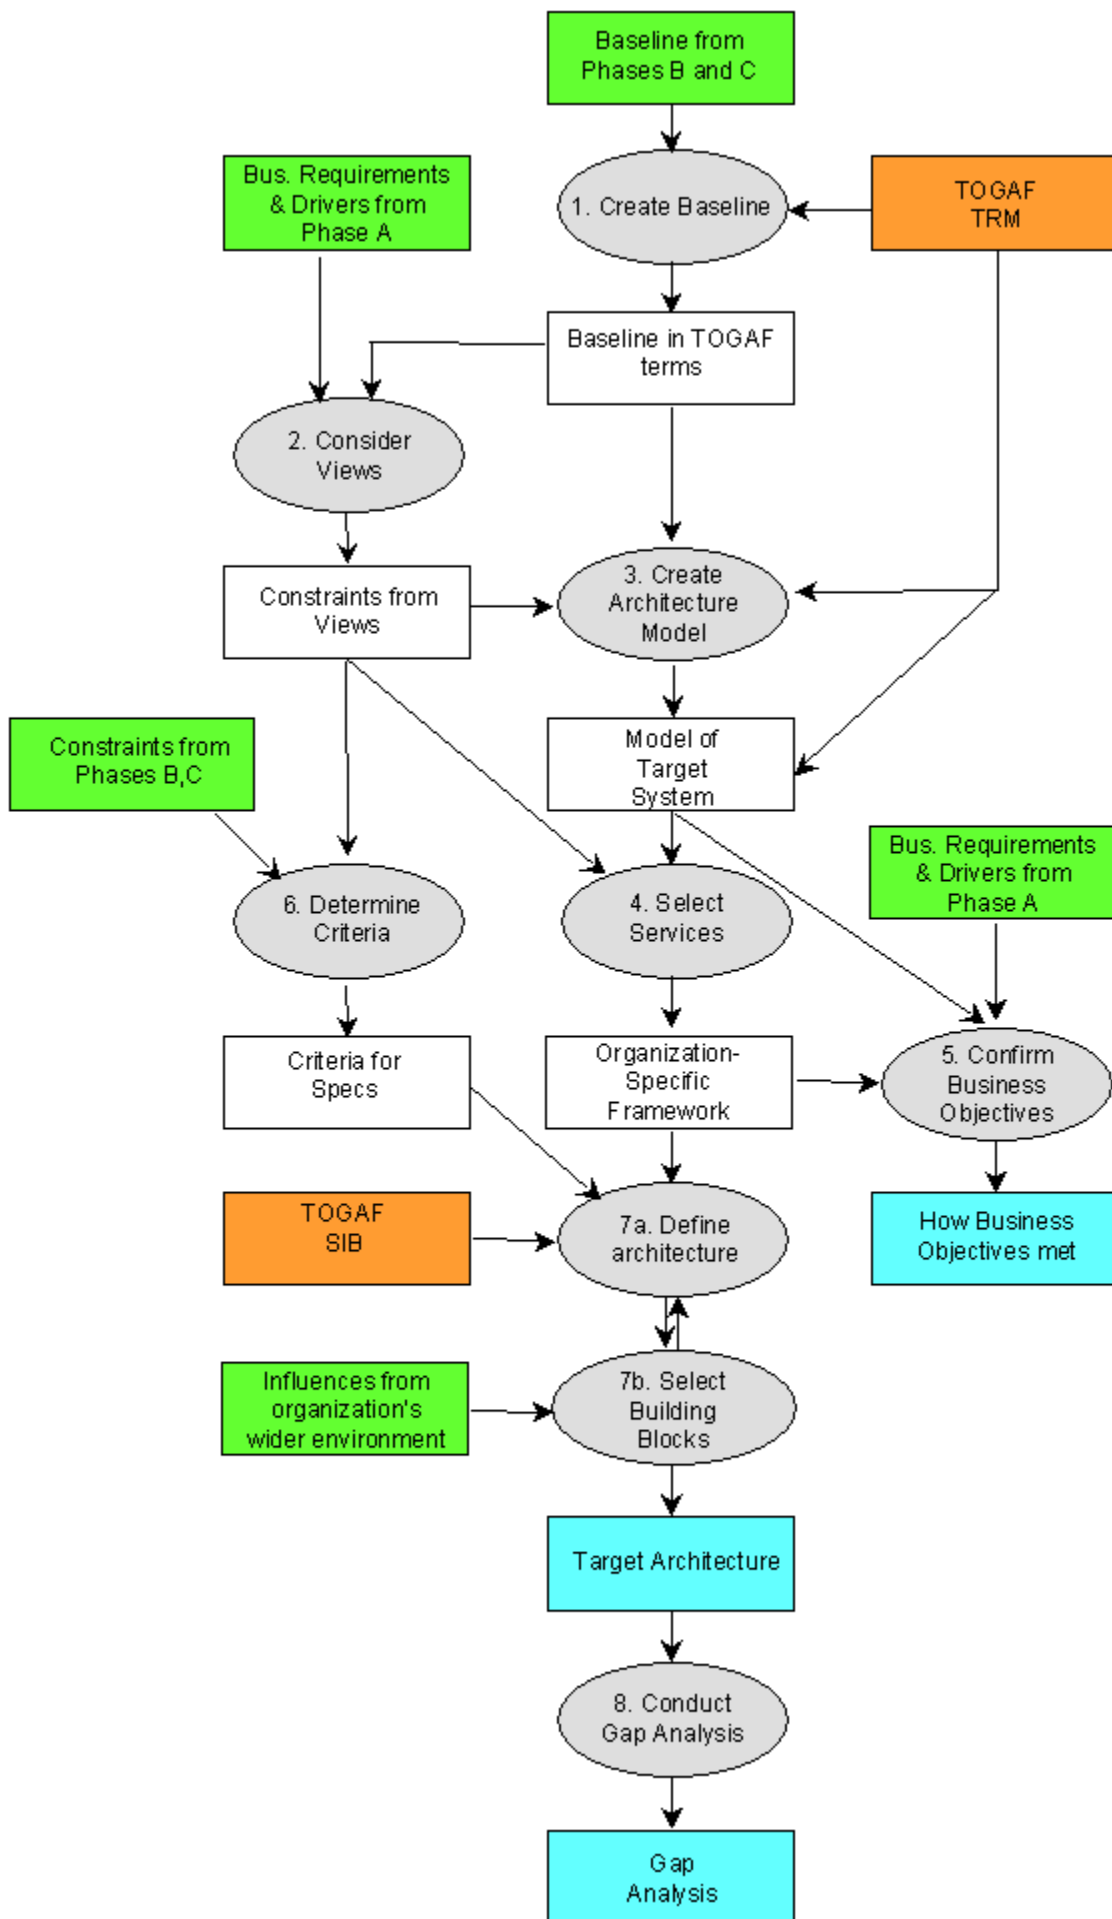 Baseline from
Phases B and C
Bus. Requirements
& Drivers from
Phase A
1. Create Baseline
TOGAF
TRM
Baseline in TOGAF
terms
2. Consider
Views
Constraints from
Views
3. Create
Architecture
Model
Constraints from
Phases B,C
Model of
Target
System
Bus. Requirements
& Drivers from
Phase A
6. Determine
Criteria
4. Select
Services
Criteria for
Specs
Organization-
Specific
Framework
5. Confirm
Business
Objectives
TOGAF
SIB
7a. Define
architecture
How Business
Objectives met
Influences from
organization's
wider environment
7b. Select
Building
Blocks
Target Architecture
8. Conduct
Gap Analysis
Gap
Analysis